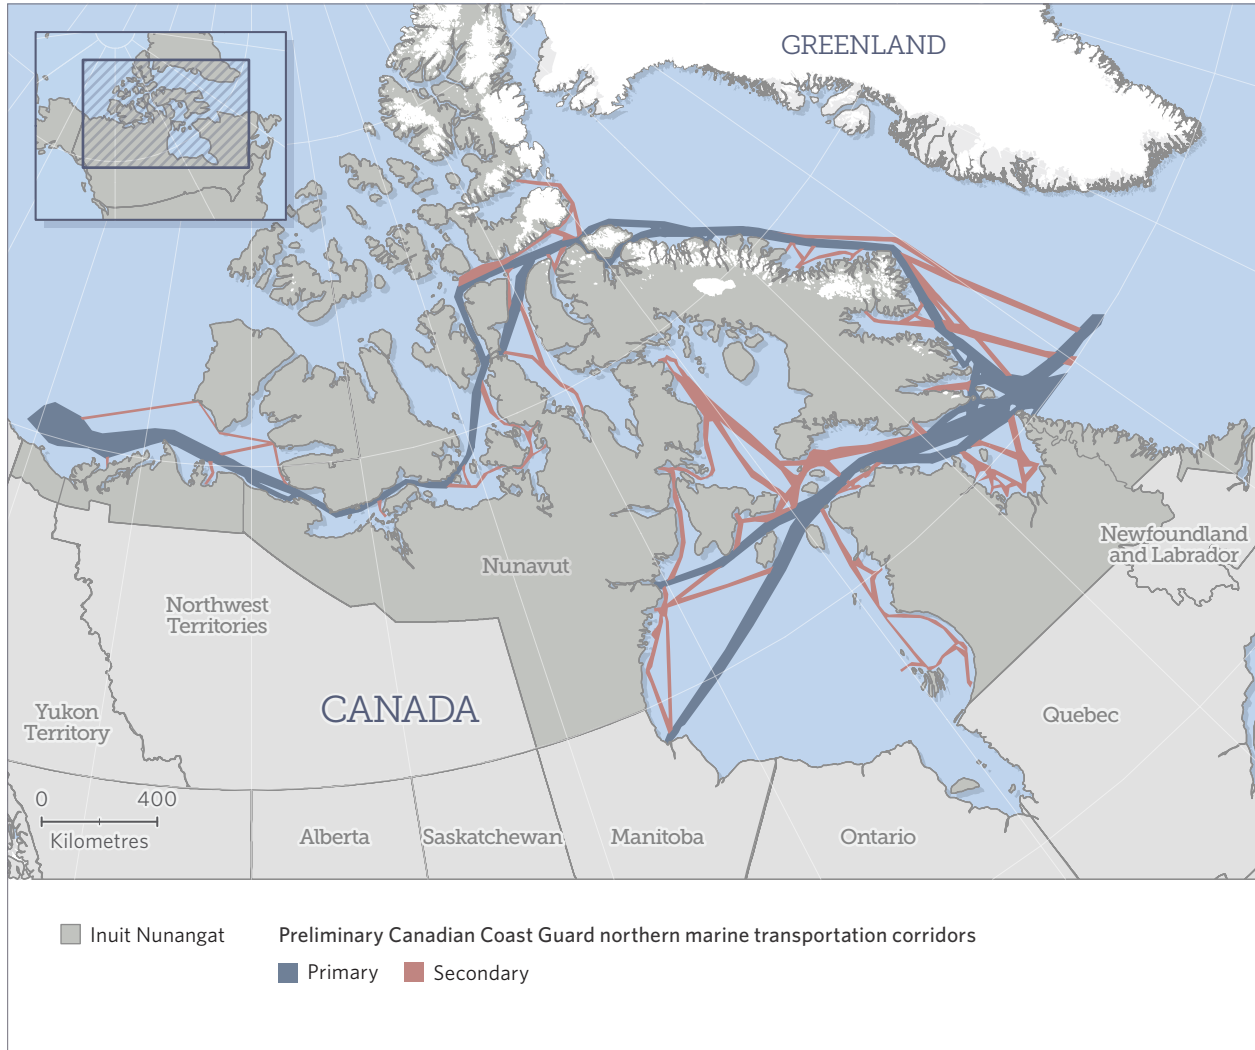 GREENLAND
Nunavut
Newfoundland
and Labrador
Northwest
Territories
CANADA
Yukon
Territory
Quebec
0 400
Kilometres
Alberta
Saskatchewan
Manitoba
Ontario
Inuit Nunangat
Preliminary Canadian Coast Guard northern marine transportation corridors
Primary
Secondary